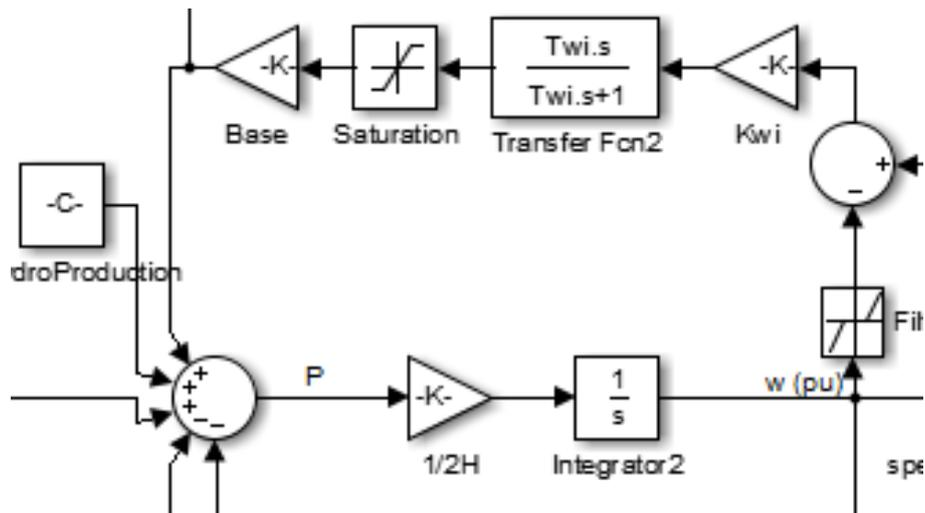 Twi.s
Twi.s+1
-K-
-K-
Base
Saturation
Transfer Fcn2
Kwi
+
−
-C-
droProduction
P
w (pu)
+
+
+
−
−
-K-
1
s
1/2H
Integrator2